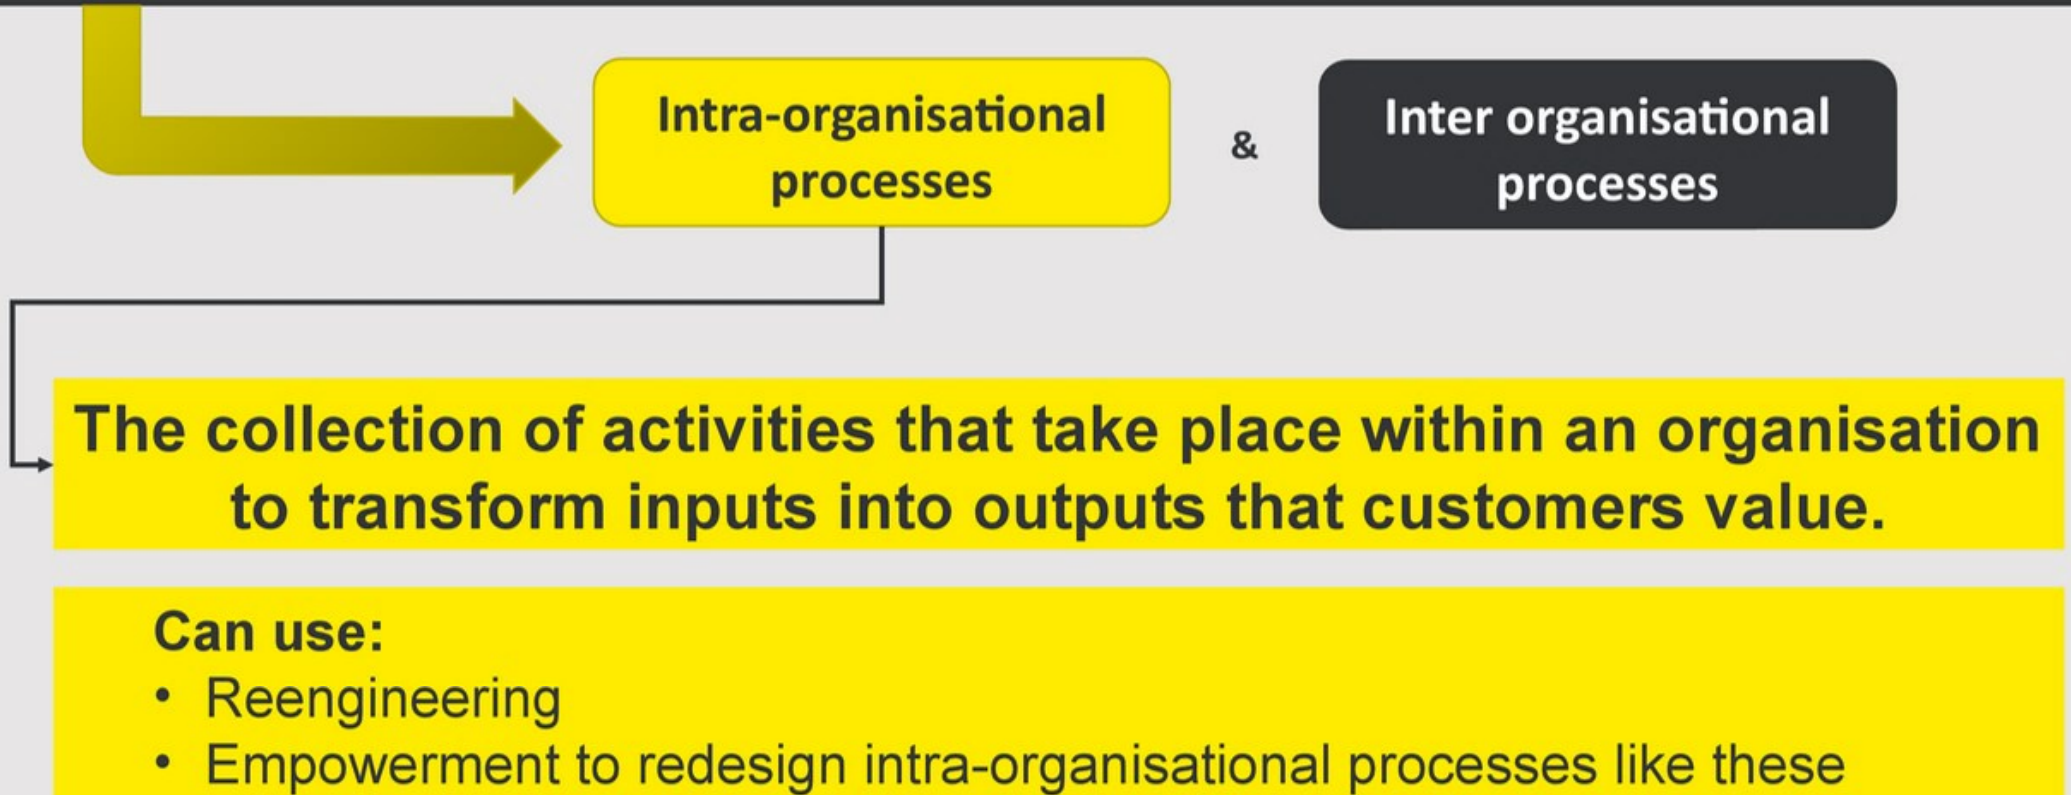 Intra-organisational
processes
&
Inter organisational
processes
The collection of activities that take place within an organisation
to transform inputs into outputs that customers value.
Can use:
• Reengineering
• Empowerment to redesign intra-organisational processes like these